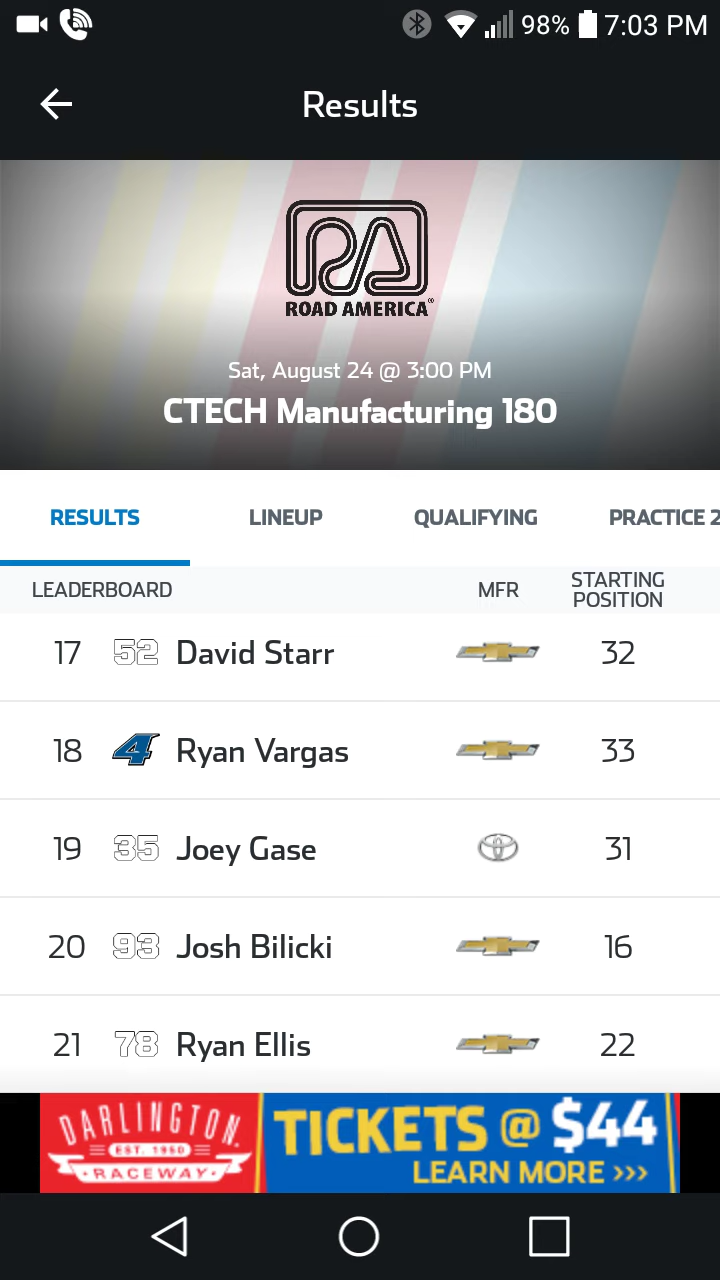 98% 7:03 PM
Results
RA
ROAD AMERICA®
Sat, August 24 @ 3:00 PM
CTECH Manufacturing 180
RESULTS LINEUP QUALIFYING PRACTICE 2
LEADERBOARD MFR STARTING POSITION
17 52 David Starr 32
18 4 Ryan Vargas 33
19 35 Joey Gase 31
20 93 Josh Bilicki 16
21 78 Ryan Ellis 22
DARLINGTON
EST. 1950
RACEWAY
TICKETS @ $44
LEARN MORE >>>